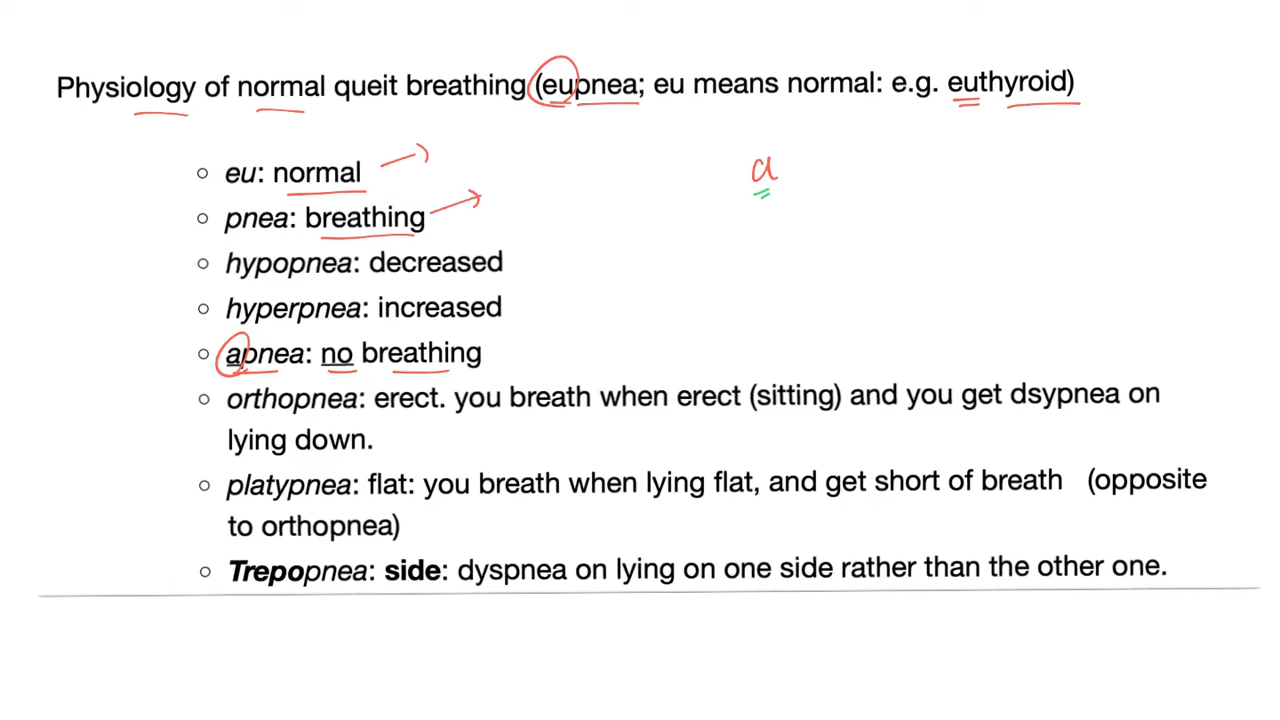 Physiology of normal queit breathing (eupnea; eu means normal: e.g. euthyroid)
a
○ eu: normal
○ pnea: breathing
○ hypopnea: decreased
○ hyperpnea: increased
○ apnea: no breathing
○ orthopnea: erect. you breath when erect (sitting) and you get dsypnea on
lying down.
○ platypnea: flat: you breath when lying flat, and get short of breath (opposite
to orthopnea)
○ Trepopnea: side: dyspnea on lying on one side rather than the other one.